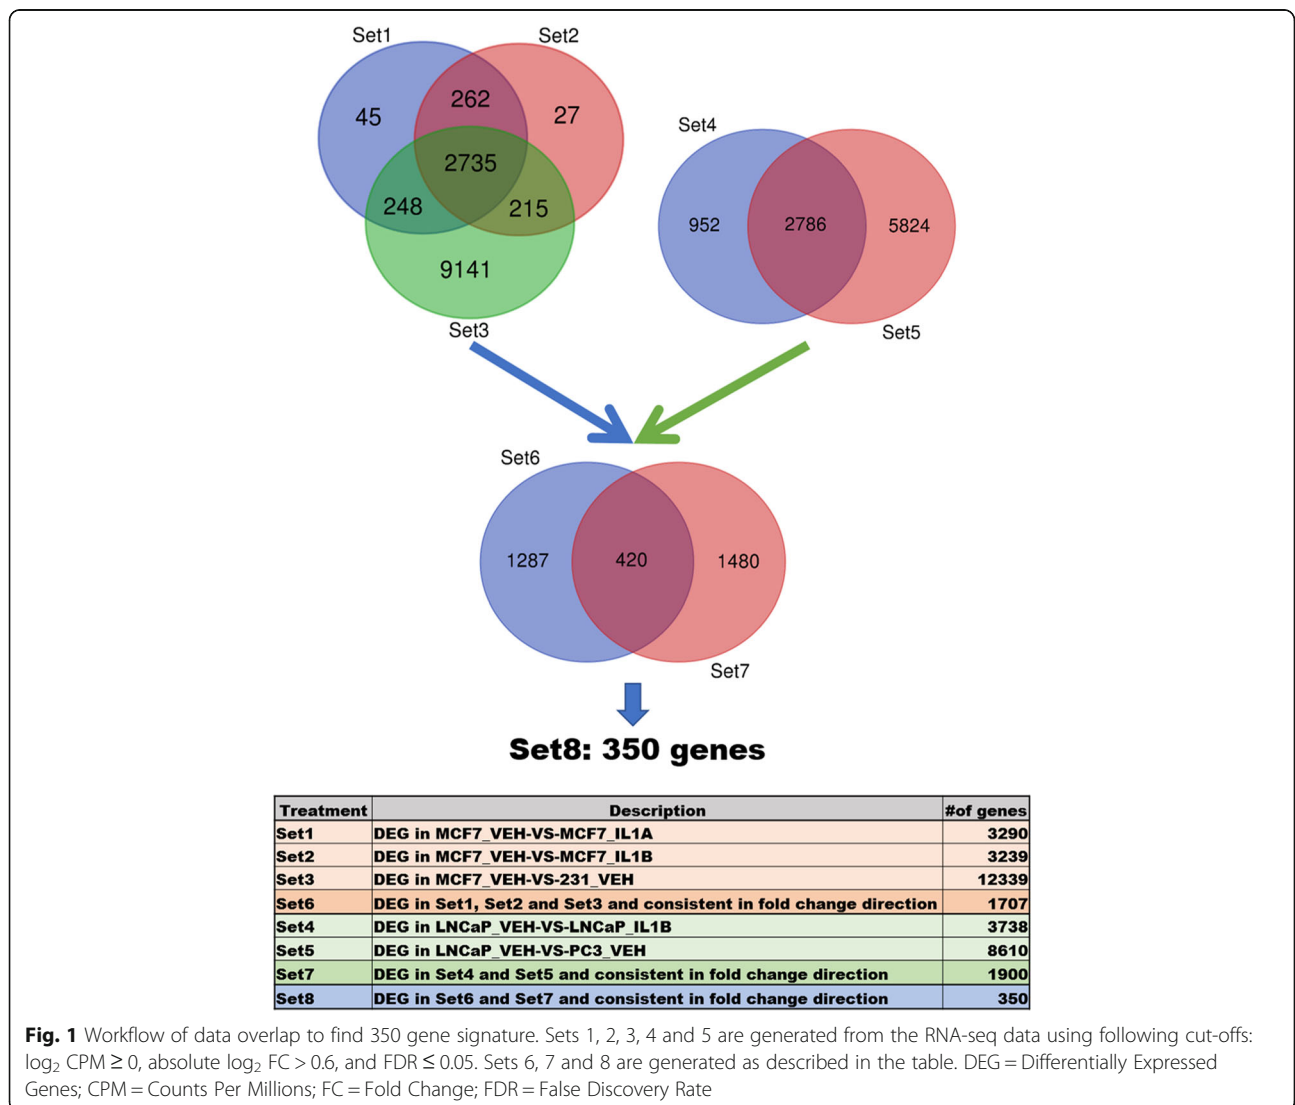 Set1
Set2
45
262
27
2735
248
215
9141
Set3
Set4
952
2786
5824
Set5
Set6
1287
420
1480
Set7
Set8: 350 genes
Treatment Description #of genes
Set1 DEG in MCF7_VEH-VS-MCF7_IL1A 3290
Set2 DEG in MCF7_VEH-VS-MCF7_IL1B 3239
Set3 DEG in MCF7_VEH-VS-231_VEH 12339
Set6 DEG in Set1, Set2 and Set3 and consistent in fold change direction 1707
Set4 DEG in LNCaP_VEH-VS-LNCaP_IL1B 3738
Set5 DEG in LNCaP_VEH-VS-PC3_VEH 8610
Set7 DEG in Set4 and Set5 and consistent in fold change direction 1900
Set8 DEG in Set6 and Set7 and consistent in fold change direction 350
Fig. 1 Workflow of data overlap to find 350 gene signature. Sets 1, 2, 3, 4 and 5 are generated from the RNA-seq data using following cut-offs:
log₂ CPM ≥ 0, absolute log₂ FC > 0.6, and FDR ≤ 0.05. Sets 6, 7 and 8 are generated as described in the table. DEG = Differentially Expressed
Genes; CPM = Counts Per Millions; FC = Fold Change; FDR = False Discovery Rate